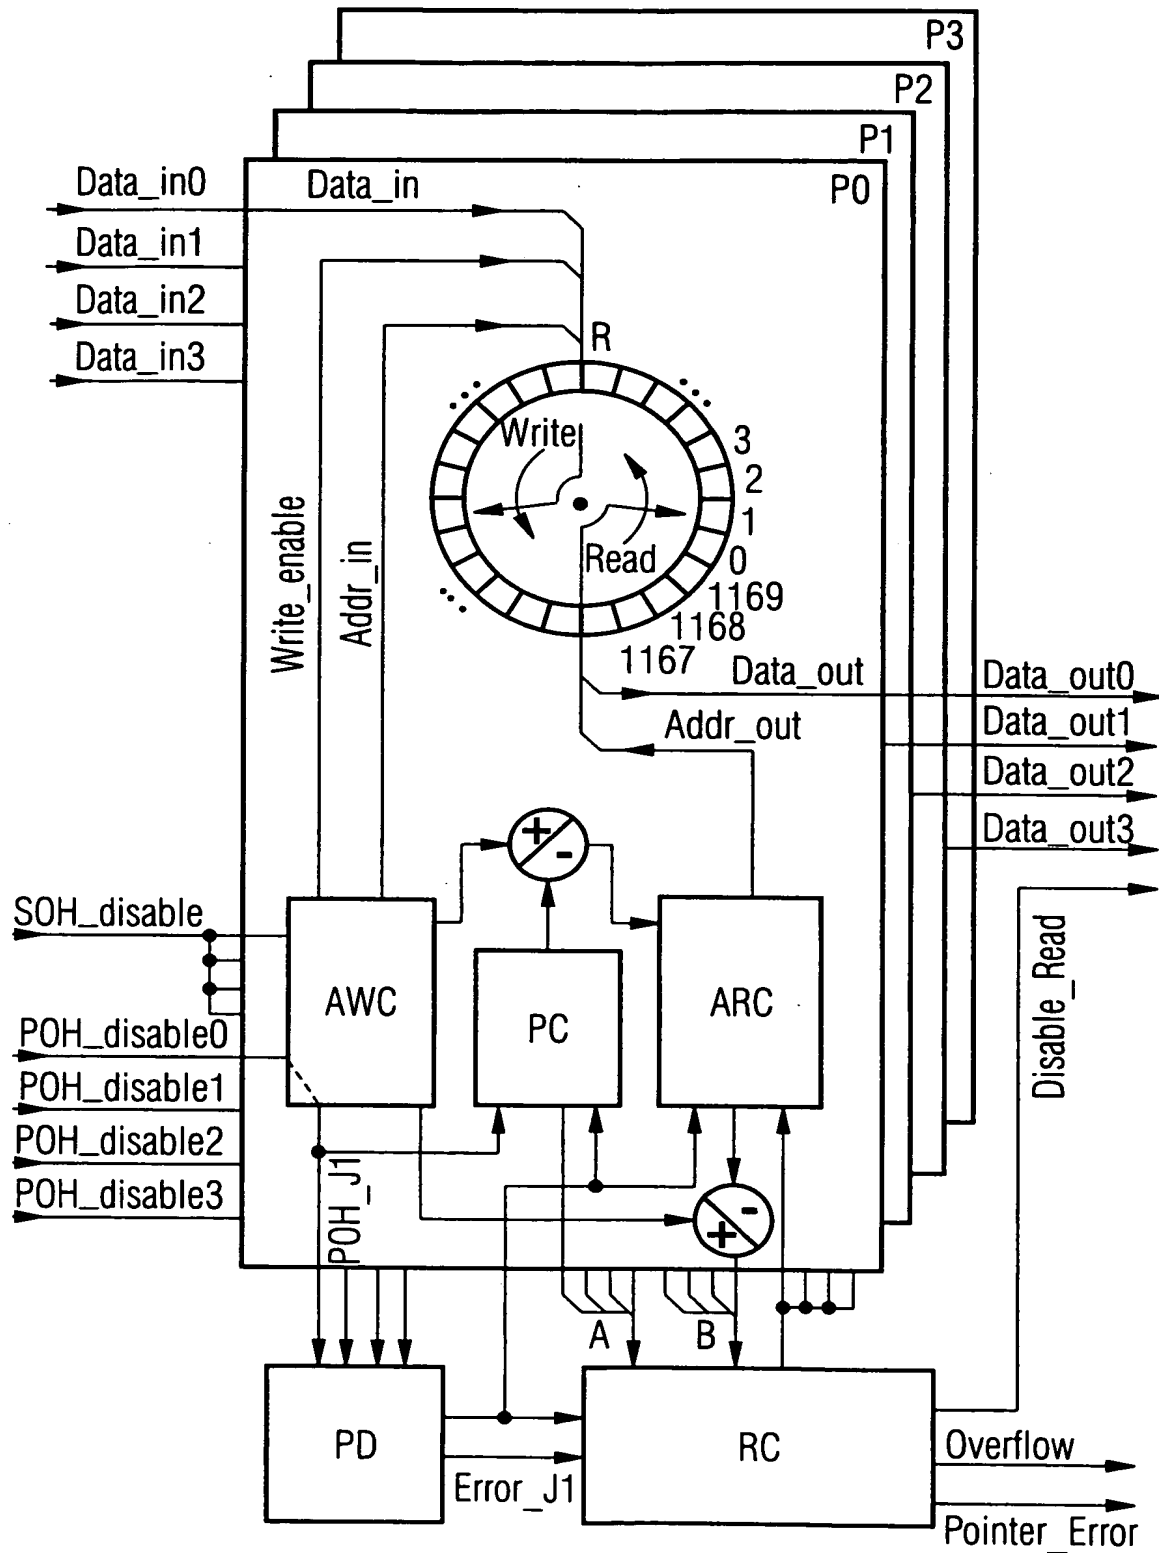 P3
P2
P1
P0
Data_in0
Data_in
Data_in1
Data_in2
Data_in3
R
Write
3
2
1
0
Read
1169
1168
1167
Write_enable
Addr_in
Data_out
Data_out0
Addr_out
Data_out1
Data_out2
Data_out3
+
-
SOH_disable
AWC
PC
ARC
Disable_Read
POH_disable0
POH_disable1
POH_disable2
POH_disable3
POH_J1
-
+
A
B
PD
RC
Error_J1
Overflow
Pointer_Error